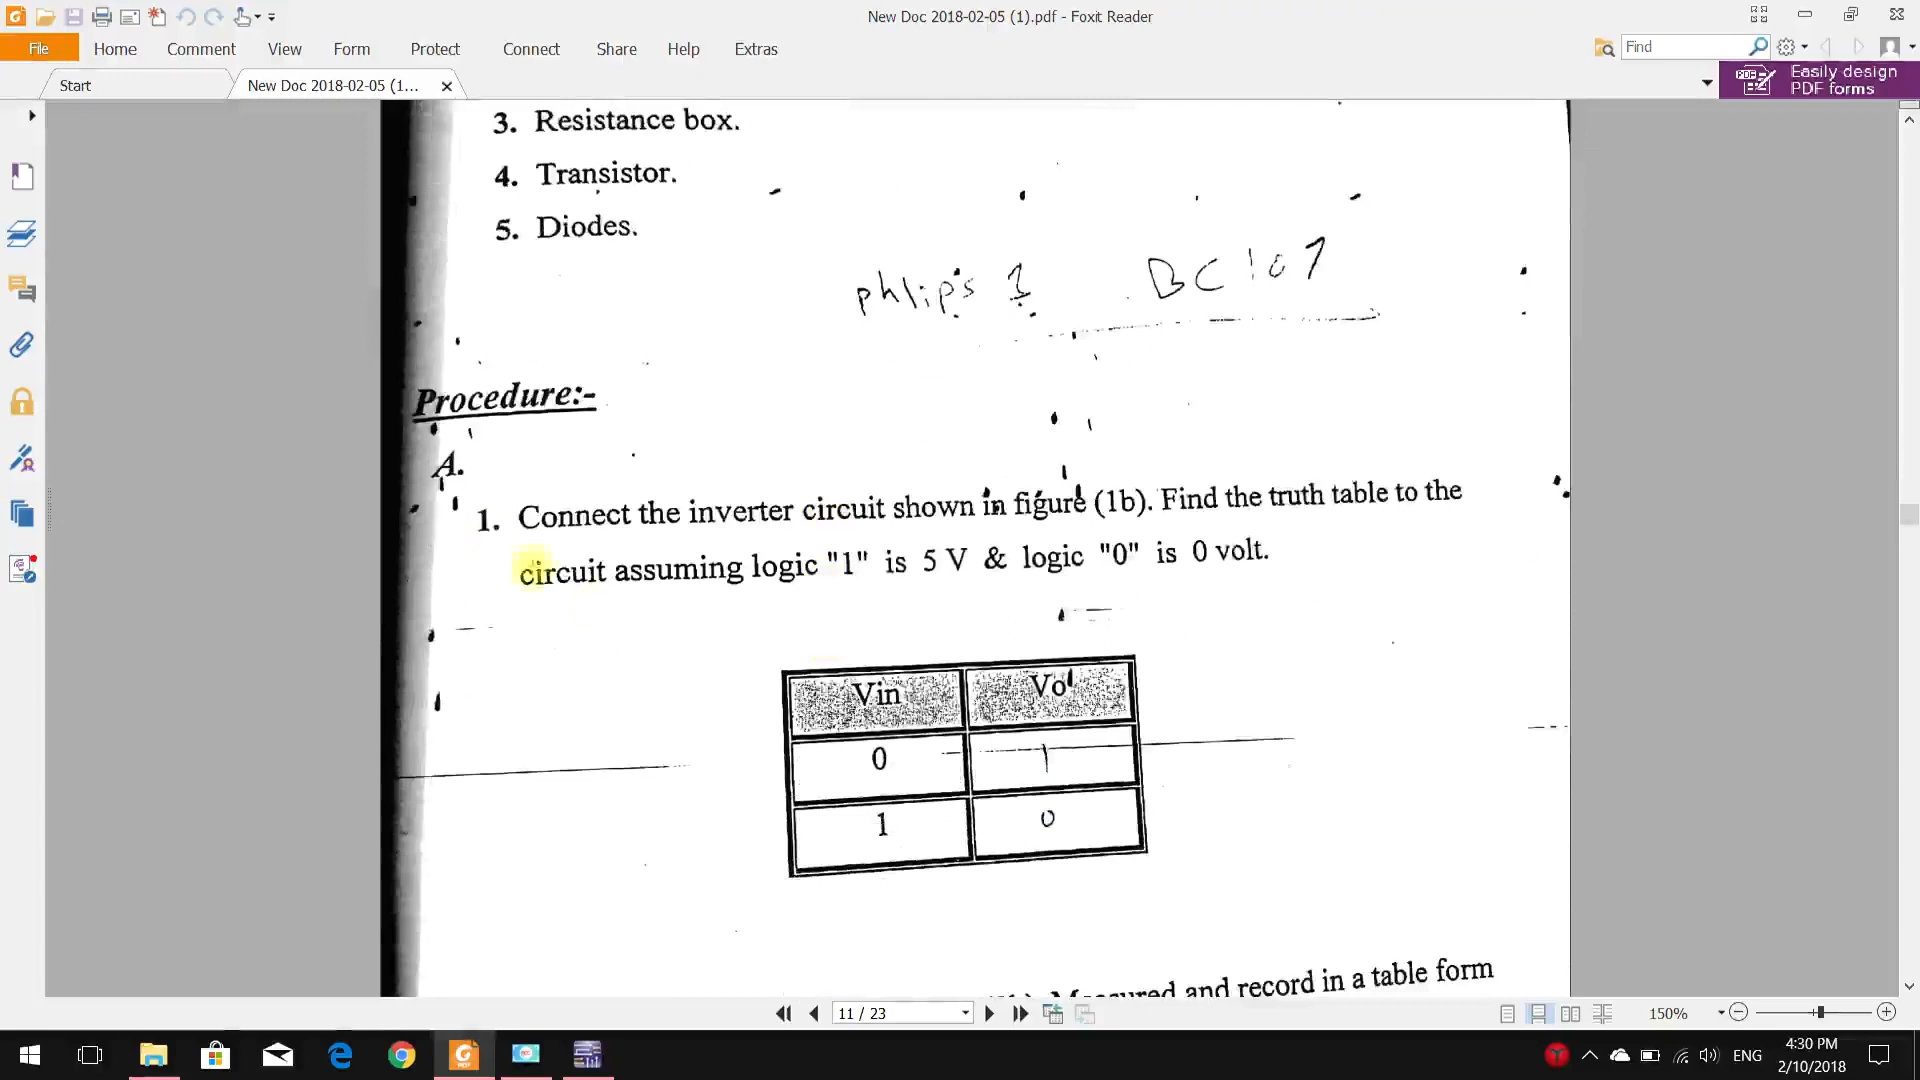 New Doc 2018-02-05 (1).pdf - Foxit Reader
File Home Comment View Form Protect Connect Share Help Extras
Find
Start
New Doc 2018-02-05 (1...
Easily design
PDF forms
3. Resistance box.
4. Transistor.
5. Diodes.
phlips
BC107
Procedure:-
A.
1. Connect the inverter circuit shown in figure (1b). Find the truth table to the
circuit assuming logic "1" is 5 V & logic "0" is 0 volt.
Vin Vo
0 1
1 0
Measured and record in a table form
11 / 23
150%
4:30 PM
ENG
2/10/2018